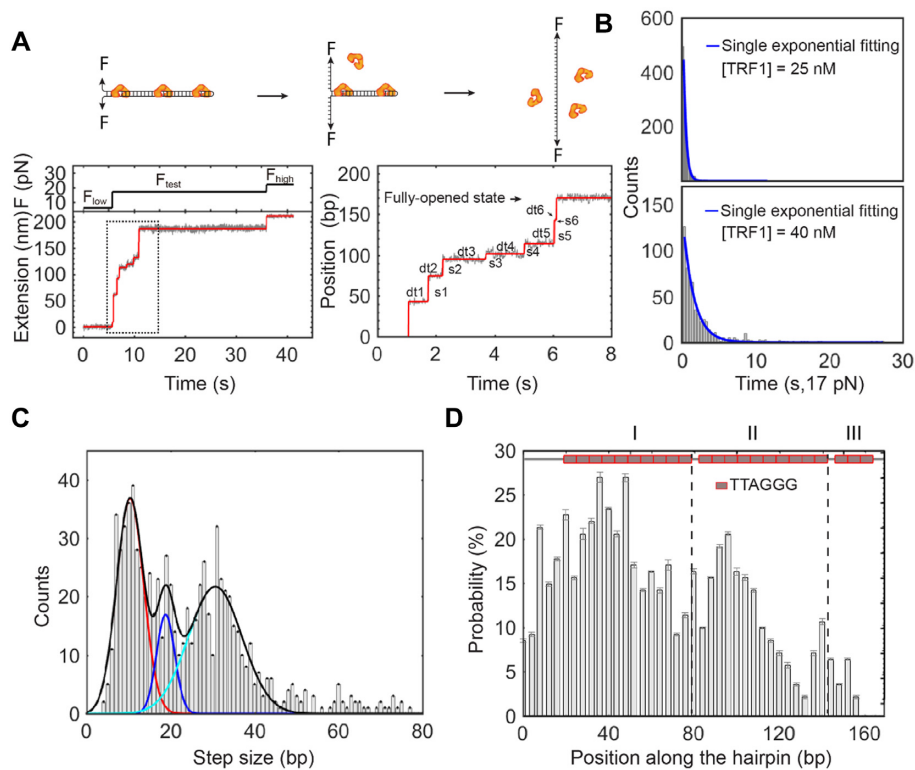 A
F
F
F
F
F
F
F (pN)
30
20
10
F_low
F_test
F_high
Extension (nm)
200
150
100
50
0
0
10
20
30
40
Time (s)
Position (bp)
200
150
100
50
0
Fully-opened state
dt1
dt2
dt3
dt4
dt5
dt6
s1
s2
s3
s4
s5
s6
0
2
4
6
8
Time (s)
B
600
400
200
Single exponential fitting
[TRF1] = 25 nM
Counts
150
100
50
0
Single exponential fitting
[TRF1] = 40 nM
0
10
20
30
Time (s,17 pN)
C
Counts
40
30
20
10
0
0
20
40
60
80
Step size (bp)
D
I
II
III
TTAGGG
Probability (%)
30
25
20
15
10
5
0
0
40
80
120
160
Position along the hairpin (bp)